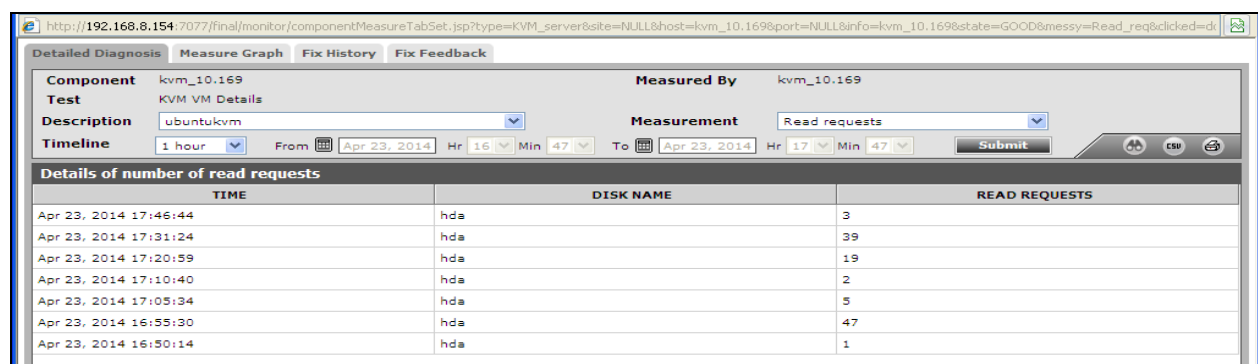 http://192.168.8.154:7077/final/monitor/componentMeasureTabSet.jsp?type=KVM_server&site=NULL&host=kvm_10.169&port=NULL&info=kvm_10.169&state=GOOD&messy=Read_req&clicked=de
Detailed Diagnosis Measure Graph Fix History Fix Feedback
Component kvm_10.169 Measured By kvm_10.169
Test KVM VM Details
Description ubuntukvm Measurement Read requests
Timeline 1 hour From Apr 23, 2014 Hr 16 Min 47 To Apr 23, 2014 Hr 17 Min 47 Submit CSV
Details of number of read requests
TIME DISK NAME READ REQUESTS
Apr 23, 2014 17:46:44 hda 3
Apr 23, 2014 17:31:24 hda 39
Apr 23, 2014 17:20:59 hda 19
Apr 23, 2014 17:10:40 hda 2
Apr 23, 2014 17:05:34 hda 5
Apr 23, 2014 16:55:30 hda 47
Apr 23, 2014 16:50:14 hda 1